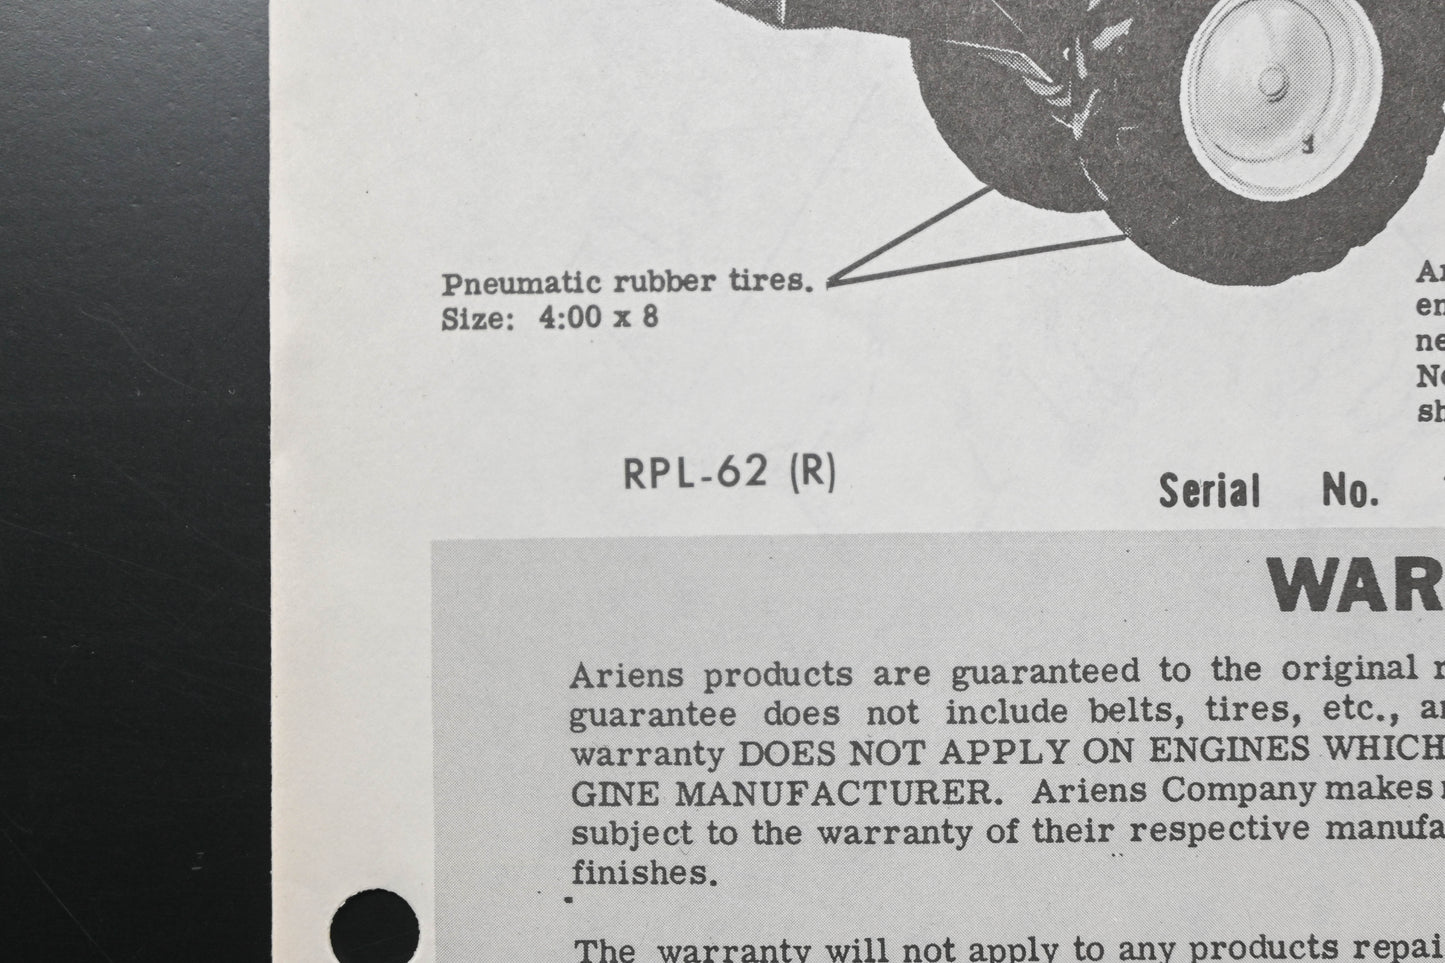 Pneumatic rubber tires.
Size: 4:00 x 8
RPL-62 (R)
Serial No.
Ariens products are guaranteed to the original
guarantee does not include belts, tires, etc.,
warranty DOES NOT APPLY ON ENGINES WHICH
GINE MANUFACTURER. Ariens Company makes
subject to the warranty of their respective
finishes.
The warranty will not apply to any products